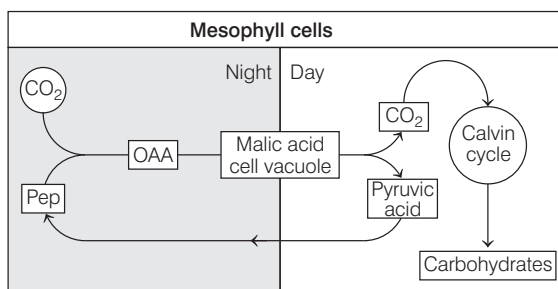 Mesophyll cells
Night
Day
CO₂
OAA
Pep
Malic acid
cell vacuole
CO₂
Pyruvic
acid
Calvin
cycle
Carbohydrates